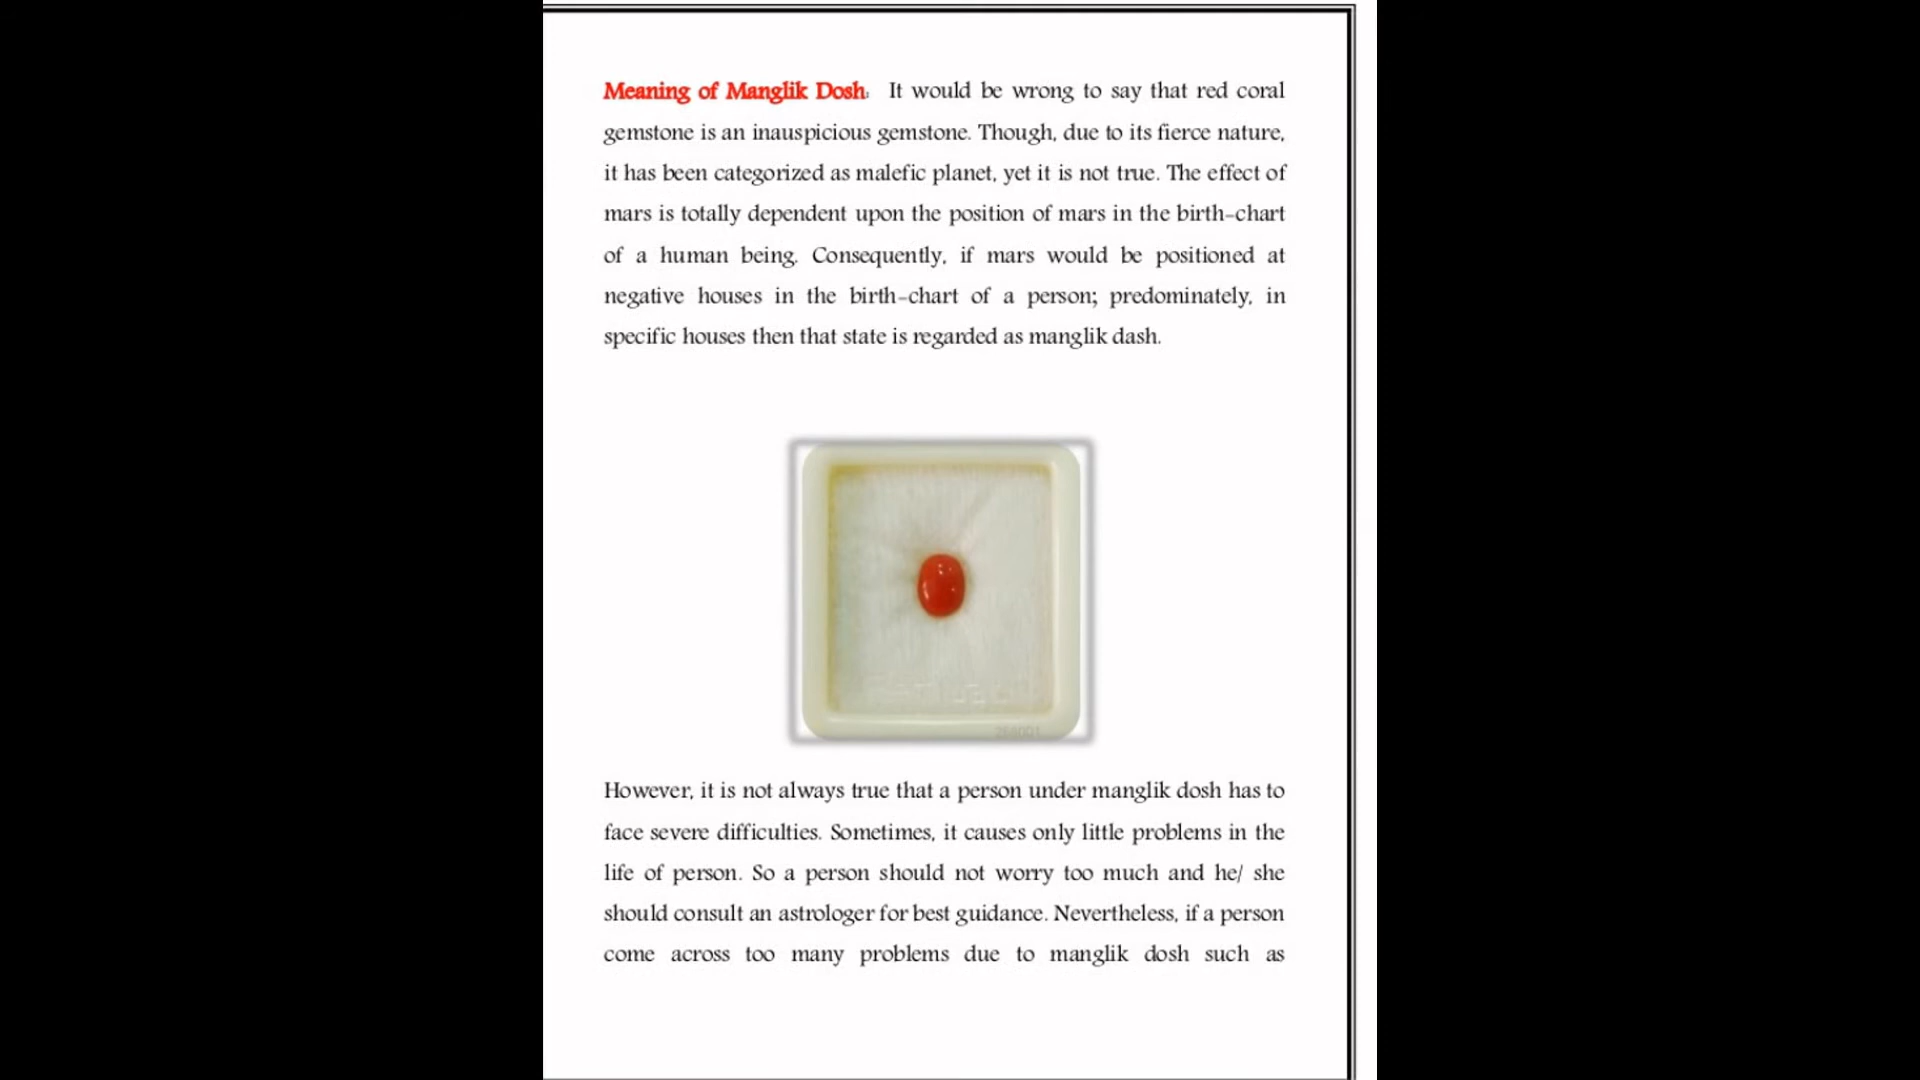 Meaning of Manglik Dosh: It would be wrong to say that red coral
gemstone is an inauspicious gemstone. Though, due to its fierce nature,
it has been categorized as malefic planet, yet it is not true. The effect of
mars is totally dependent upon the position of mars in the birth-chart
of a human being. Consequently, if mars would be positioned at
negative houses in the birth-chart of a person; predominately, in
specific houses then that state is regarded as manglik dash.
However, it is not always true that a person under manglik dosh has to
face severe difficulties. Sometimes, it causes only little problems in the
life of person. So a person should not worry too much and he/ she
should consult an astrologer for best guidance. Nevertheless, if a person
come across too many problems due to manglik dosh such as